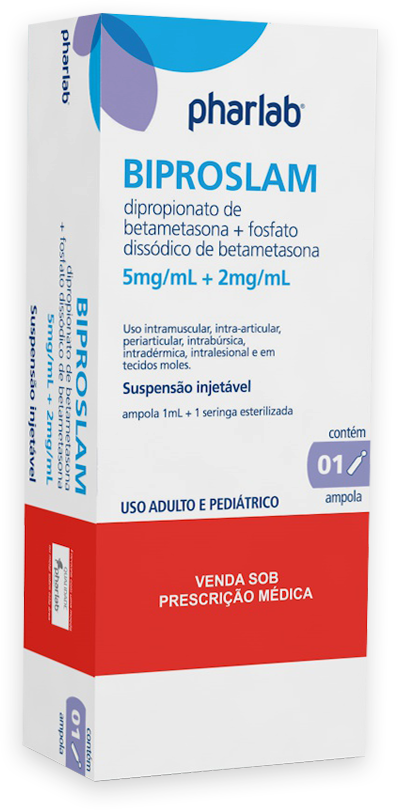 pharlab
BIPROSLAM
dipropionato de
betametasona + fosfato
dissódico de betametasona
5mg/mL + 2mg/mL
Uso intramuscular, intra-articular,
periarticular, intrabúrsica,
intradérmica, intralesional e em
tecidos moles.
Suspensão injetável
ampola 1mL + 1 seringa esterilizada
contém
01
ampola
USO ADULTO E PEDIÁTRICO
VENDA SOB
PRESCRIÇÃO MÉDICA
pharlab
BIPROSLAM
dipropionato de betametasona
+ fosfato dissódico de betametasona
5mg/mL + 2mg/mL
Suspensão injetável
QUALIDADE
pharlab
contém
01
ampola